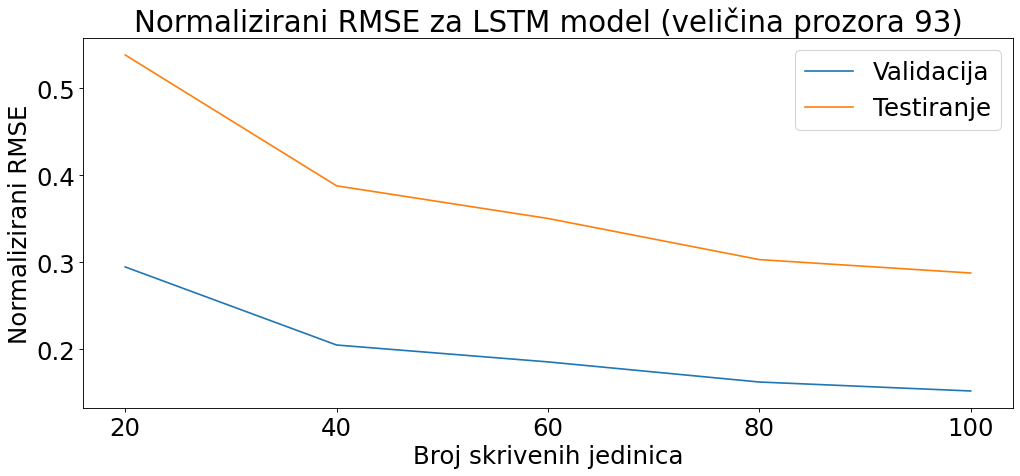 Normalizirani RMSE za LSTM model (veličina prozora 93)
Validacija
Testiranje
Normalizirani RMSE
0.5
0.4
0.3
0.2
20 40 60 80 100
Broj skrivenih jedinica